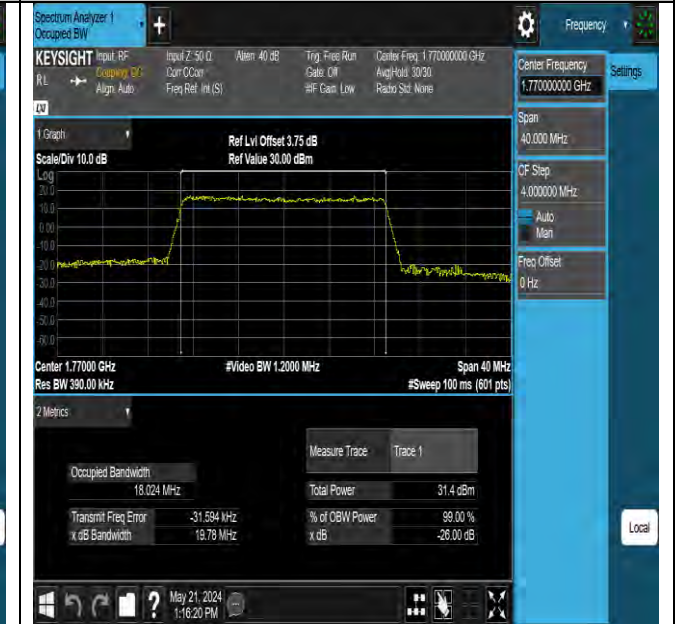 Spectrum Analyzer 1
Occupied BW
+
Frequency
KEYSIGHT Input: RF
RL Coupling: DC
Align: Auto
Input Z: 50 Ω
Corr CCorr
Freq Ref: Int (S)
Atten: 40 dB
Trig: Free Run
Gate: Off
#IF Gain: Low
Center Freq: 1.770000000 GHz
Avg|Hold: 30/30
Radio Std: None
1 Graph
Scale/Div 10.0 dB
Ref Lvl Offset 3.75 dB
Ref Value 30.00 dBm
Log
20.0
10.0
0.00
-10.0
-20.0
-30.0
-40.0
-50.0
-60.0
Center 1.77000 GHz
#Video BW 1.2000 MHz
Span 40 MHz
Res BW 390.00 kHz
#Sweep 100 ms (601 pts)
2 Metrics
Measure Trace Trace 1
Occupied Bandwidth
18.024 MHz
Total Power 31.4 dBm
Transmit Freq Error -31.594 kHz
% of OBW Power 99.00 %
x dB Bandwidth 19.78 MHz
x dB -26.00 dB
May 21, 2024
1:16:20 PM
?
Center Frequency
1.770000000 GHz
Settings
Span
40.000 MHz
CF Step
4.000000 MHz
Auto
Man
Freq Offset
0 Hz
Local